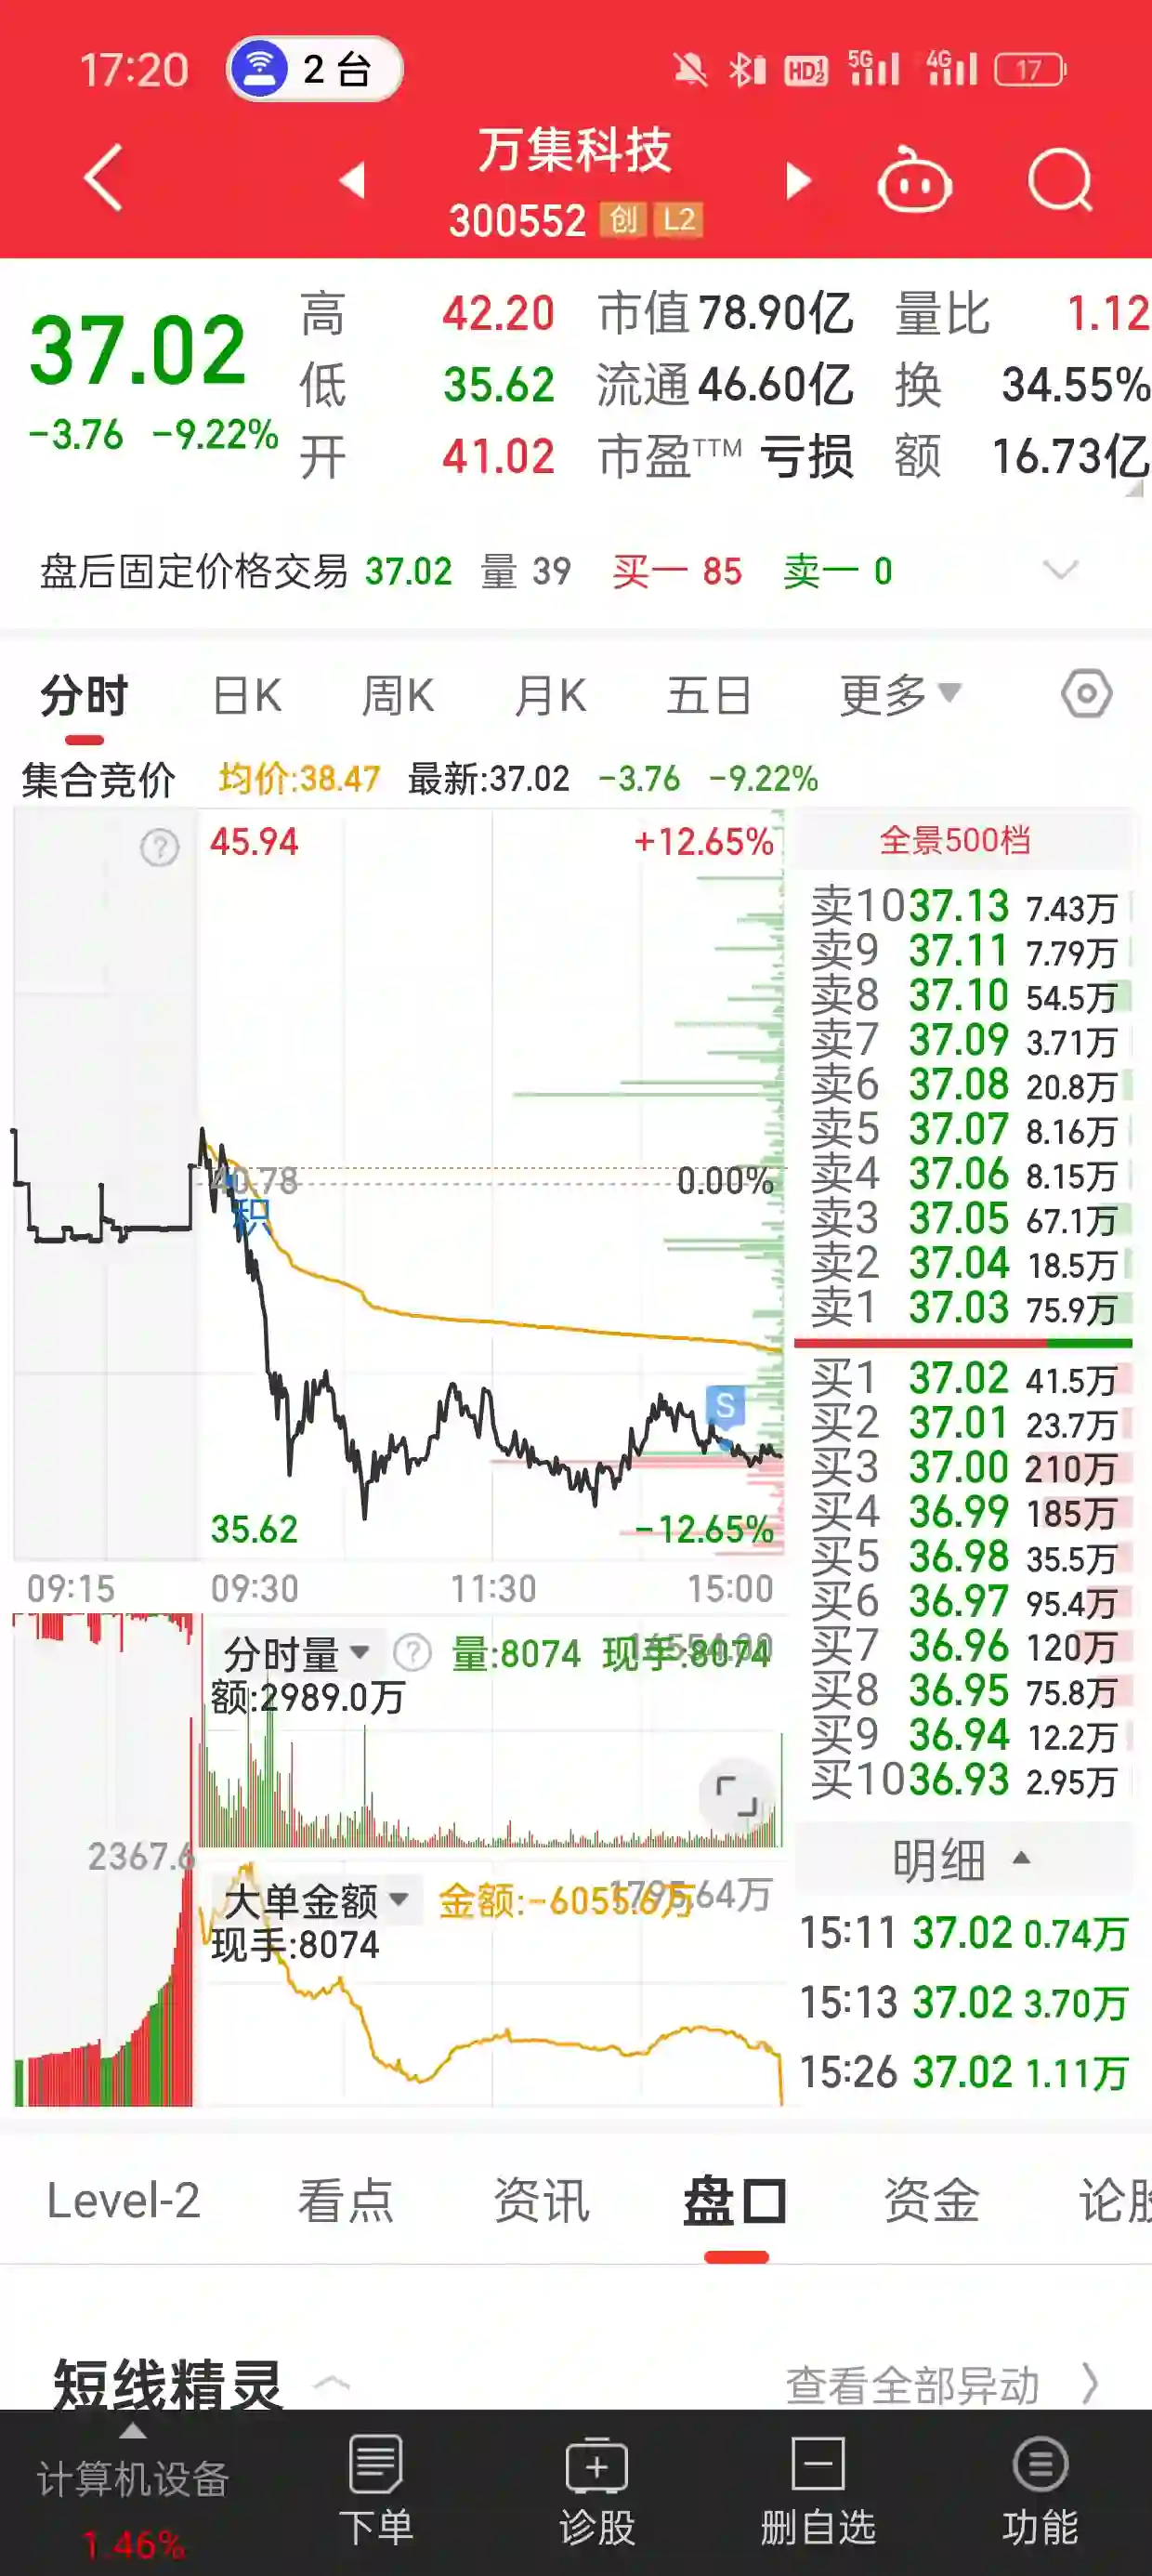 17:20 2 台 HD 1 2 5G 4G 17
万集科技
300552 创 L2
37.02
-3.76 -9.22%
高 42.20 市值 78.90亿 量比 1.12
低 35.62 流通 46.60亿 换 34.55%
开 41.02 市盈TTM 亏损 额 16.73亿
盘后固定价格交易 37.02 量 39 买一 85 卖一 0
分时 日K 周K 月K 五日 更多
集合竞价 均价:38.47 最新:37.02 -3.76 -9.22%
45.94 +12.65%
40.78 0.00%
积
S
35.62 -12.65%
09:15 09:30 11:30 15:00
全景500档
卖10 37.13 7.43万
卖9 37.11 7.79万
卖8 37.10 54.5万
卖7 37.09 3.71万
卖6 37.08 20.8万
卖5 37.07 8.16万
卖4 37.06 8.15万
卖3 37.05 67.1万
卖2 37.04 18.5万
卖1 37.03 75.9万
买1 37.02 41.5万
买2 37.01 23.7万
买3 37.00 210万
买4 36.99 185万
买5 36.98 35.5万
买6 36.97 95.4万
买7 36.96 120万
买8 36.95 75.8万
买9 36.94 12.2万
买10 36.93 2.95万
分时量 ? 量:8074 现手:8074
额:2989.0万
2367.6
大单金额 金额:-6055.6万
现手:8074
明细
15:11 37.02 0.74万
15:13 37.02 3.70万
15:26 37.02 1.11万
Level-2 看点 资讯 盘口 资金 论股
短线精灵 查看全部异动
计算机设备
1.46%
下单 诊股 删自选 功能